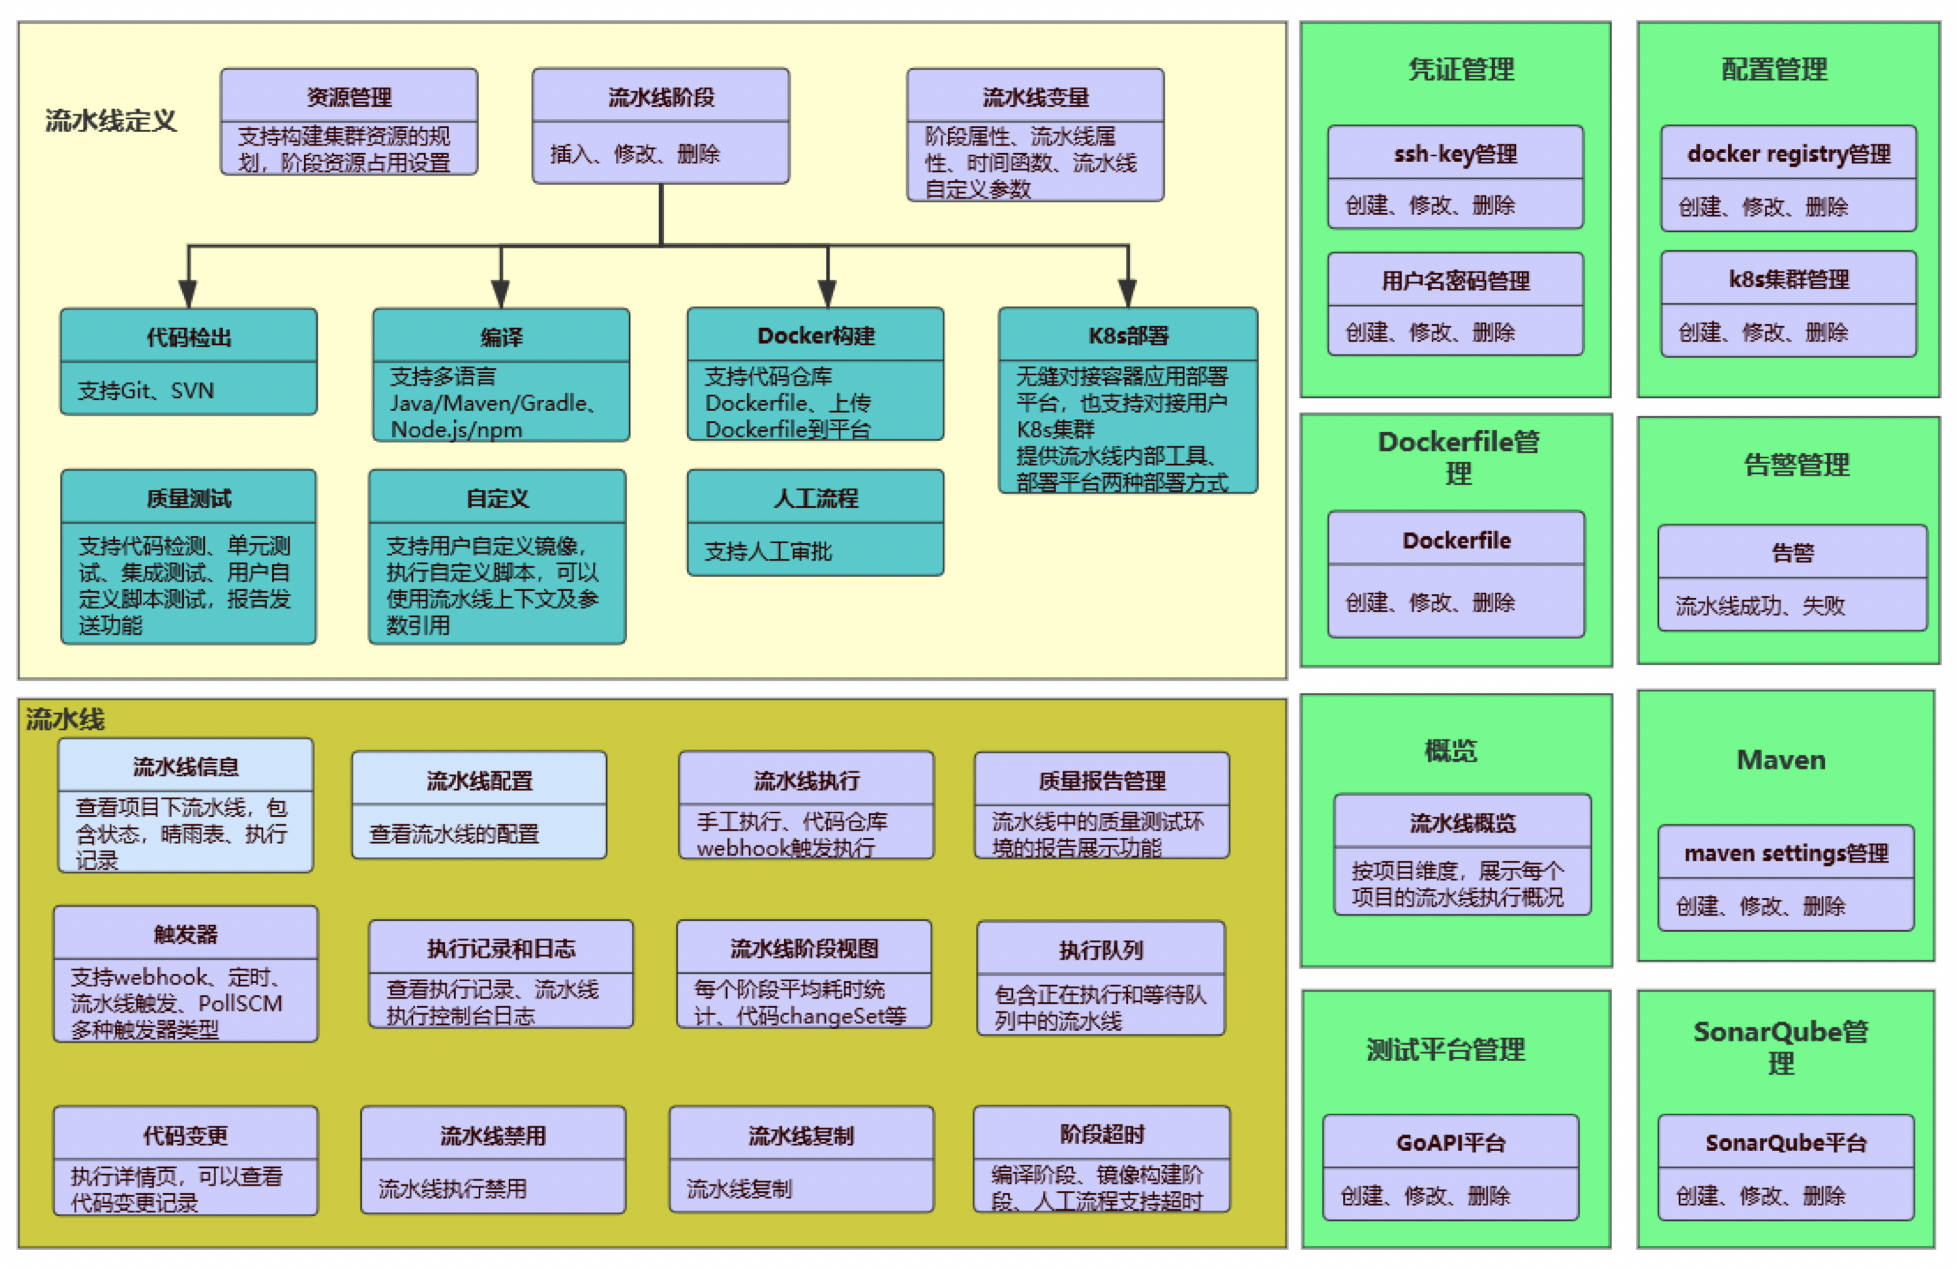 流水线定义
资源管理
支持构建集群资源的规
划，阶段资源占用设置
流水线阶段
插入、修改、删除
流水线变量
阶段属性、流水线属
性、时间函数、流水线
自定义参数
代码检出
支持Git、SVN
编译
支持多语言
Java/Maven/Gradle、
Node.js/npm
Docker构建
支持代码仓库
Dockerfile、上传
Dockerfile到平台
K8s部署
无缝对接容器应用部署
平台，也支持对接用户
K8s集群
提供流水线内部工具、
部署平台两种部署方式
质量测试
支持代码检测、单元测
试、集成测试、用户自
定义脚本测试，报告发
送功能
自定义
支持用户自定义镜像，
执行自定义脚本，可以
使用流水线上下文及参
数引用
人工流程
支持人工审批
流水线
流水线信息
查看项目下流水线，包
含状态，晴雨表、执行
记录
流水线配置
查看流水线的配置
流水线执行
手工执行、代码仓库
webhook触发执行
质量报告管理
流水线中的质量测试环
境的报告展示功能
触发器
支持webhook、定时、
流水线触发、PollSCM
多种触发器类型
执行记录和日志
查看执行记录、流水线
执行控制台日志
流水线阶段视图
每个阶段平均耗时统
计、代码changeSet等
执行队列
包含正在执行和等待队
列中的流水线
代码变更
执行详情页，可以查看
代码变更记录
流水线禁用
流水线执行禁用
流水线复制
流水线复制
阶段超时
编译阶段、镜像构建阶
段、人工流程支持超时
凭证管理
ssh-key管理
创建、修改、删除
用户名密码管理
创建、修改、删除
配置管理
docker registry管理
创建、修改、删除
k8s集群管理
创建、修改、删除
Dockerfile管
理
Dockerfile
创建、修改、删除
告警管理
告警
流水线成功、失败
概览
流水线概览
按项目维度，展示每个
项目的流水线执行概况
Maven
maven settings管理
创建、修改、删除
测试平台管理
GoAPI平台
创建、修改、删除
SonarQube管
理
SonarQube平台
创建、修改、删除